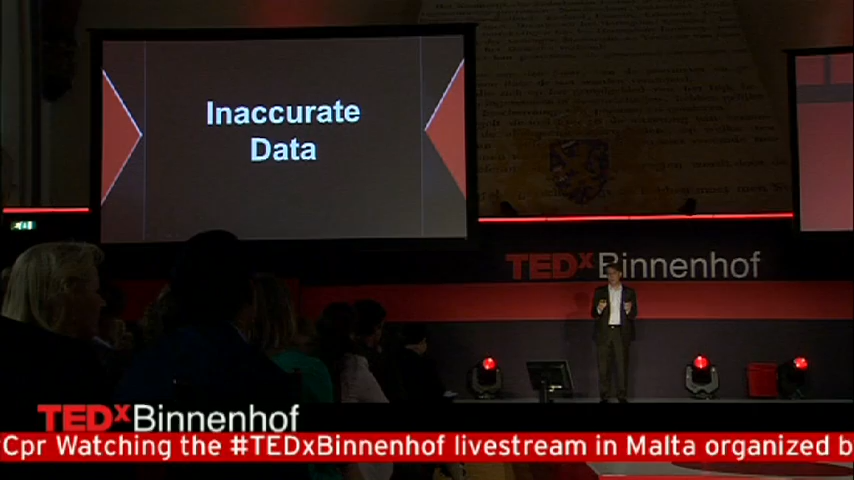 Inaccurate
Data
TEDxBinnenhof
TEDxBinnenhof
Cpr Watching the #TEDxBinnenhof livestream in Malta organized b